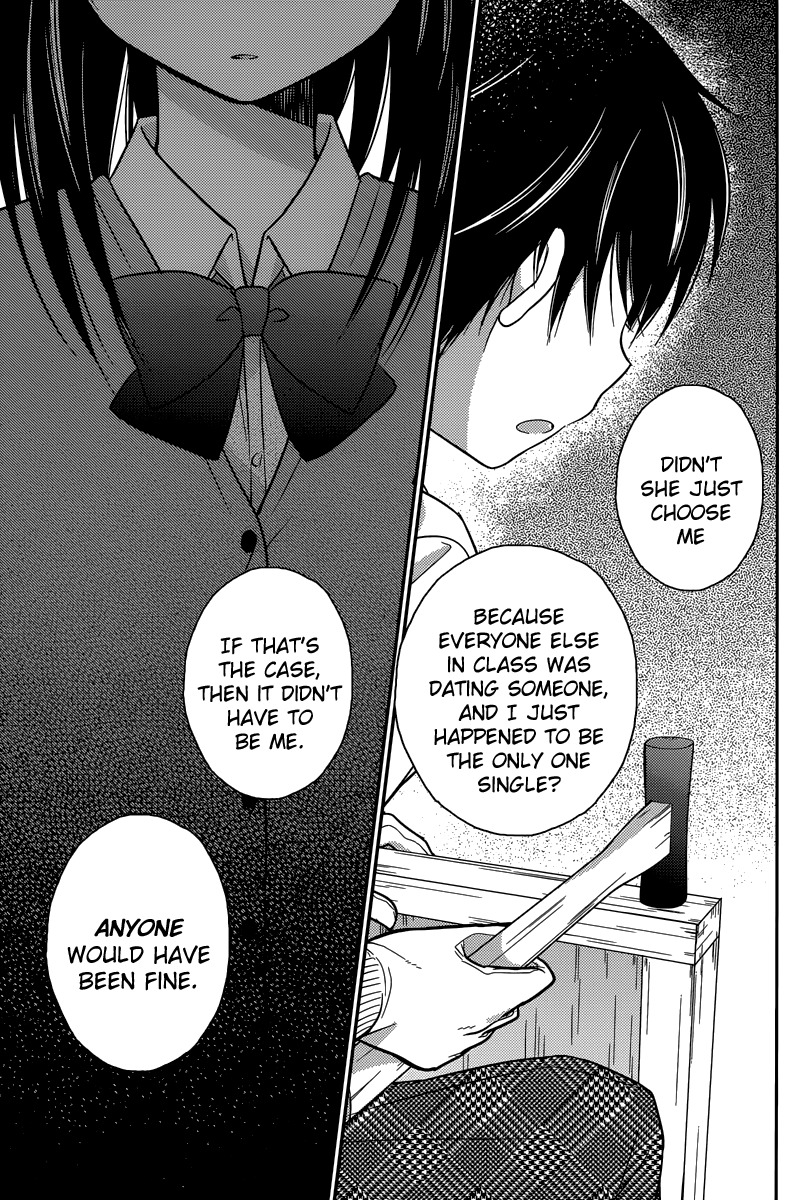 DIDN'T
SHE JUST
CHOOSE
ME
BECAUSE
EVERYONE ELSE
IN CLASS WAS
DATING SOMEONE,
AND I JUST
HAPPENED TO BE
THE ONLY ONE
SINGLE?
IF THAT'S
THE CASE,
THEN IT DIDN'T
HAVE TO
BE ME.
ANYONE
WOULD HAVE
BEEN FINE.